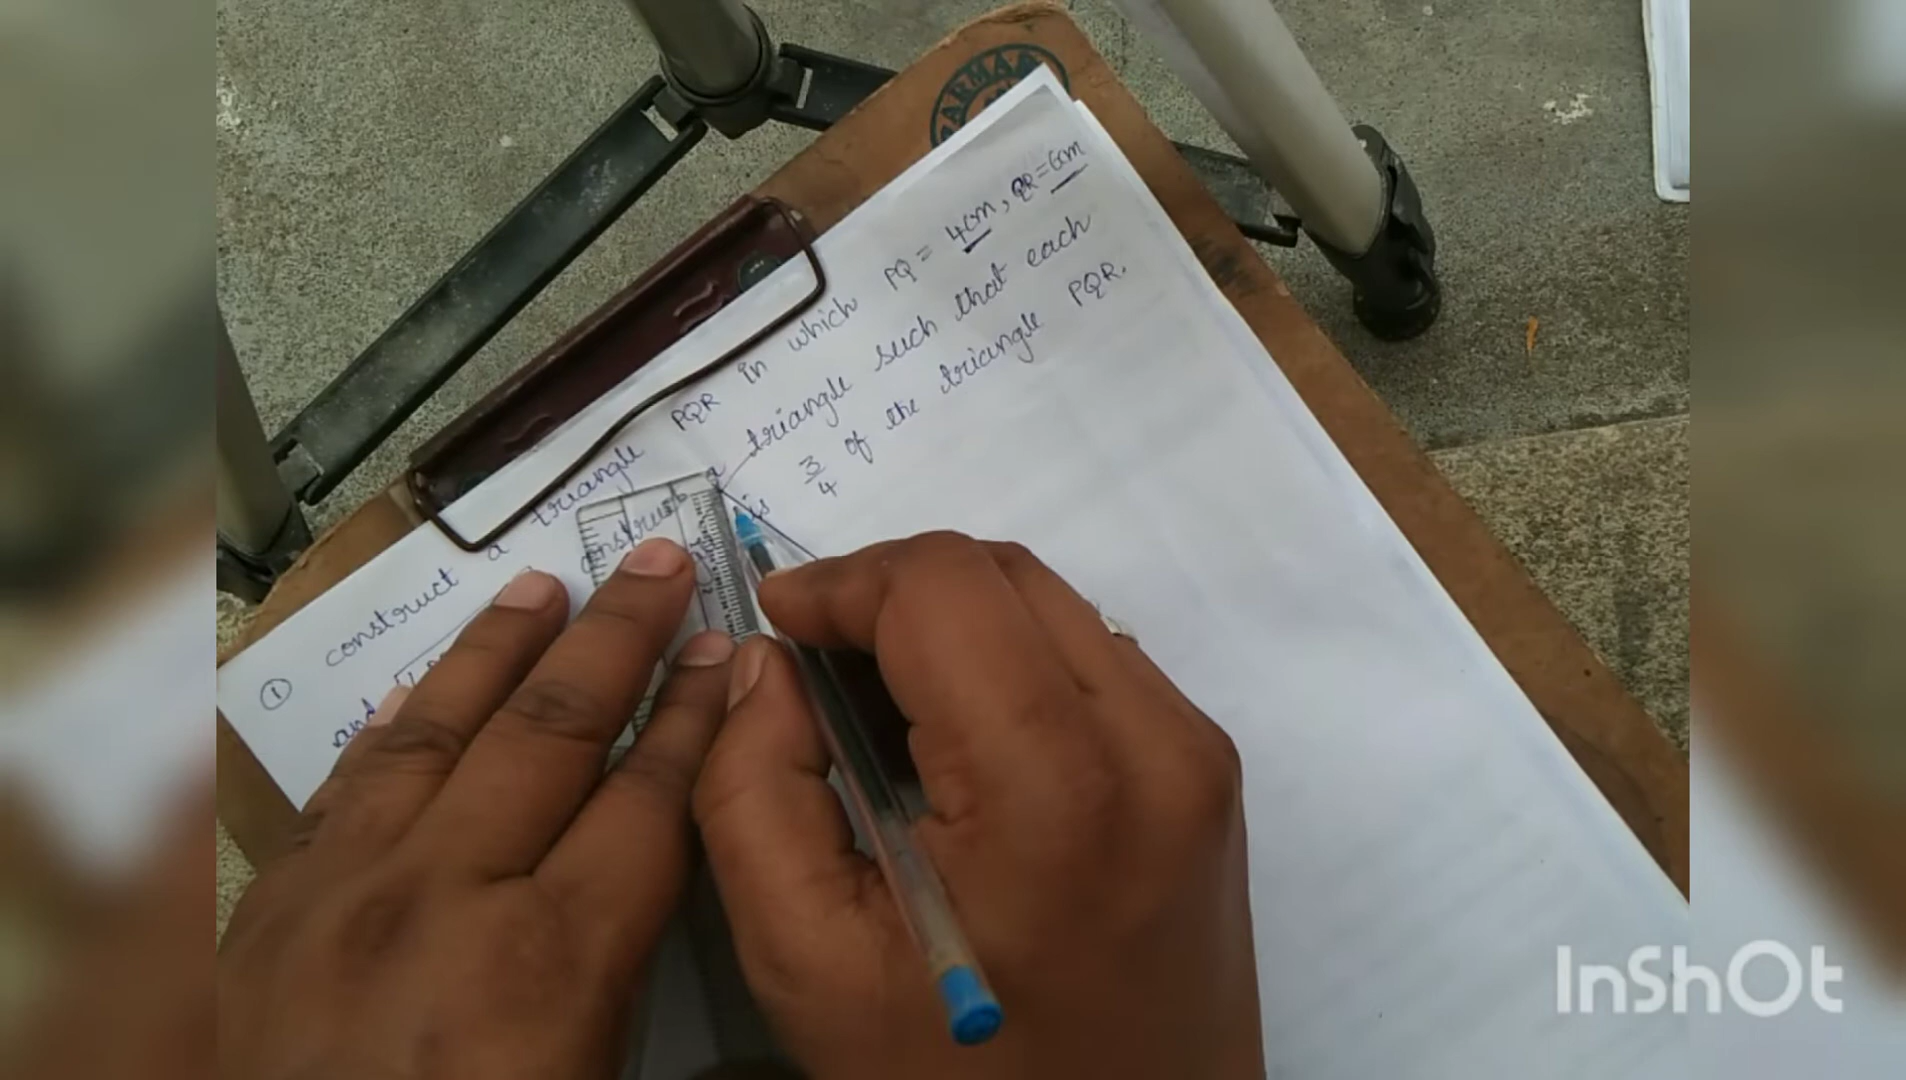 ARMA
① construct a triangle PQR in which PQ = 4cm, QR = 6cm
and construct a triangle such that each
is 3/4 of the triangle PQR.
InShOt